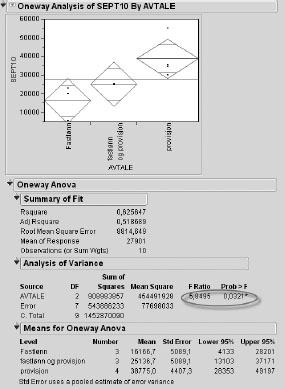 Oneway Analysis of SEPT10 By AVTALE
60000
50000
40000
30000
20000
10000
SEPT10
Fastlønn
fastlønn
og provisjon
provisjon
AVTALE
Oneway Anova
Summary of Fit
Rsquare 0,625647
Adj Rsquare 0,518689
Root Mean Square Error 8814,649
Mean of Response 27901
Observations (or Sum Wgts) 10
Analysis of Variance
Source DF Sum of Squares Mean Square F Ratio Prob > F
AVTALE 2 908983857 454491928 5,8495 0,0321*
Error 7 543886233 77698033
C. Total 9 1452870090
Means for Oneway Anova
Level Number Mean Std Error Lower 95% Upper 95%
Fastlønn 3 16166,7 5089,1 4133 28201
fastlønn og provisjon 3 25136,7 5089,1 13103 37171
provisjon 4 38775,0 4407,3 28353 49197
Std Error uses a pooled estimate of error variance